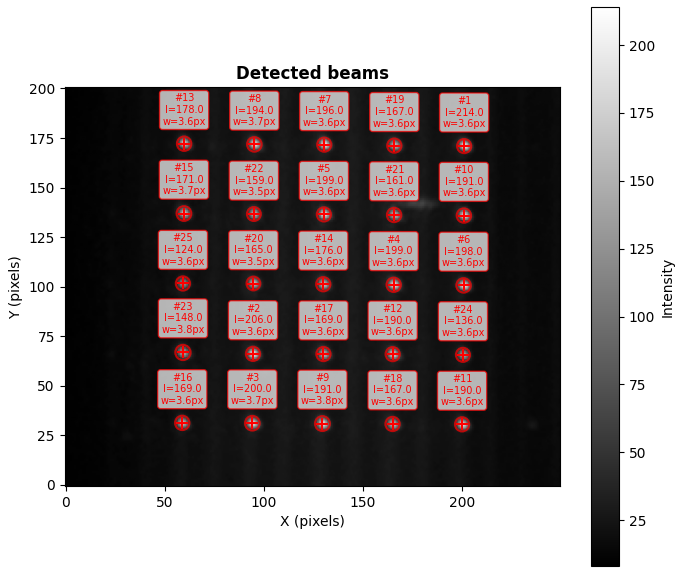 Detected beams
#13
I=178.0
w=3.6px
#8
I=194.0
w=3.7px
#7
I=196.0
w=3.6px
#19
I=167.0
w=3.6px
#1
I=214.0
w=3.6px
#15
I=171.0
w=3.7px
#22
I=159.0
w=3.5px
#5
I=199.0
w=3.6px
#21
I=161.0
w=3.6px
#10
I=191.0
w=3.6px
#25
I=124.0
w=3.6px
#20
I=165.0
w=3.5px
#14
I=176.0
w=3.6px
#4
I=199.0
w=3.6px
#6
I=198.0
w=3.6px
#23
I=148.0
w=3.8px
#2
I=206.0
w=3.6px
#17
I=169.0
w=3.6px
#12
I=190.0
w=3.6px
#24
I=136.0
w=3.6px
#16
I=169.0
w=3.6px
#3
I=200.0
w=3.7px
#9
I=191.0
w=3.8px
#18
I=167.0
w=3.6px
#11
I=190.0
w=3.6px
200
175
150
125
100
75
50
25
0
Y (pixels)
0
50
100
150
200
X (pixels)
200
175
150
125
100
75
50
25
Intensity